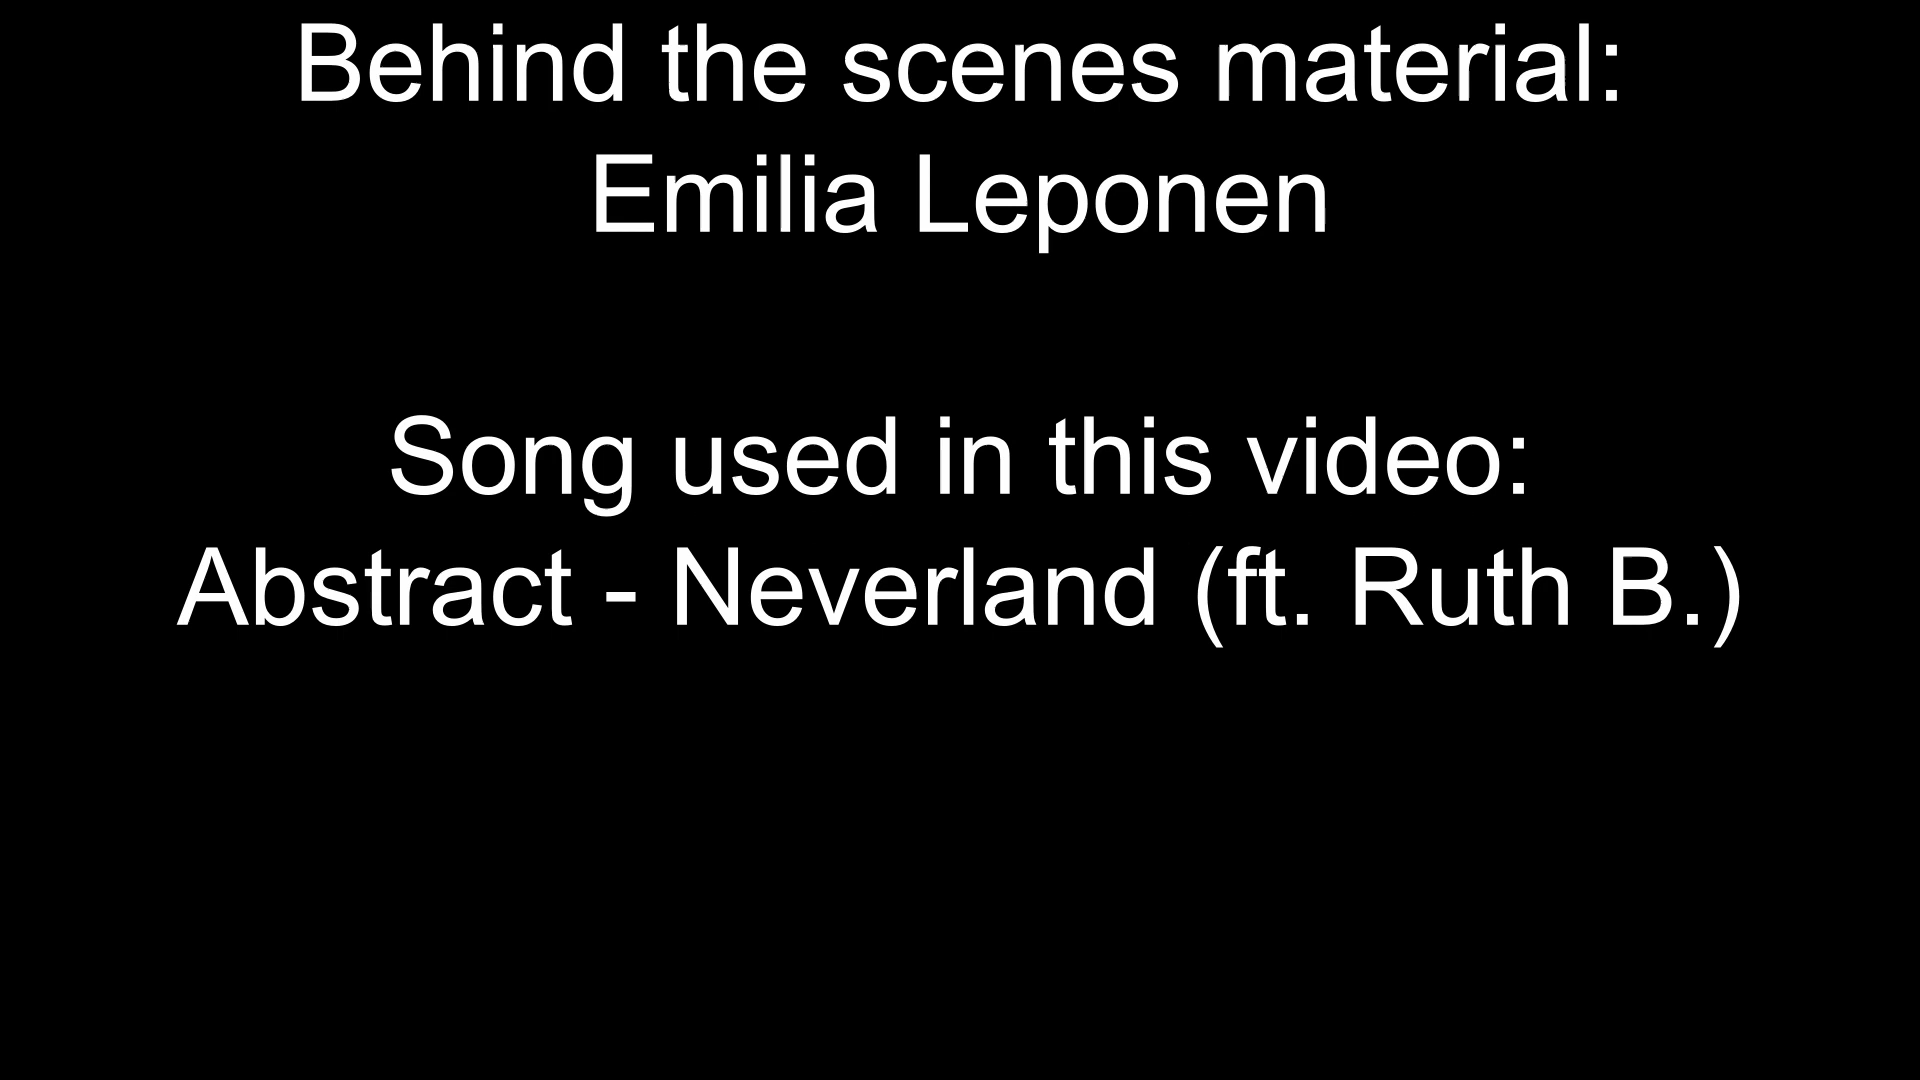 Behind the scenes material:
Emilia Leponen
Song used in this video:
Abstract - Neverland (ft. Ruth B.)